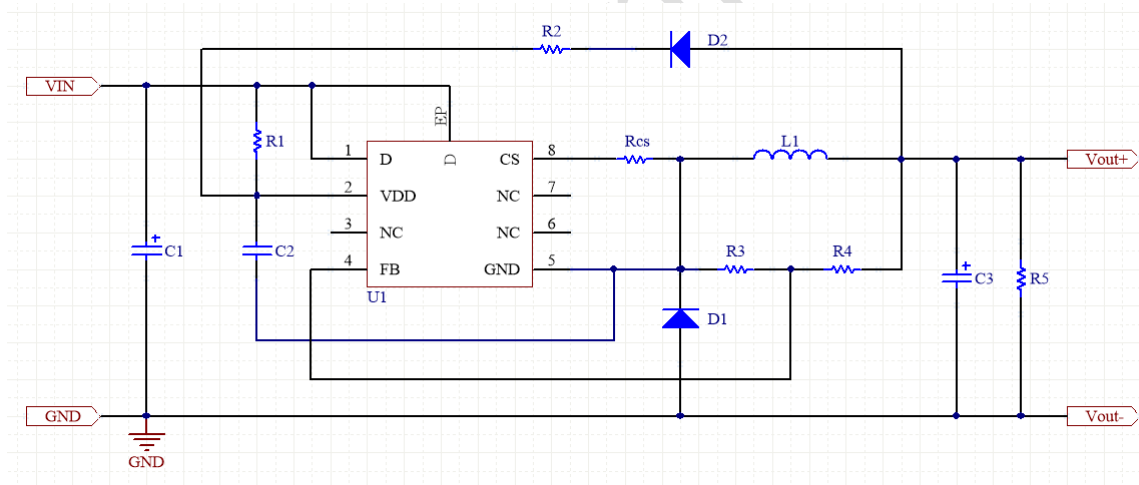 R2
D2
VIN
EP
R1
1 D D CS 8
Rcs
L1
Vout+
2 VDD NC 7
3 NC NC 6
4 FB GND 5
C1
C2
R3
R4
C3
R5
U1
D1
GND
Vout-
GND